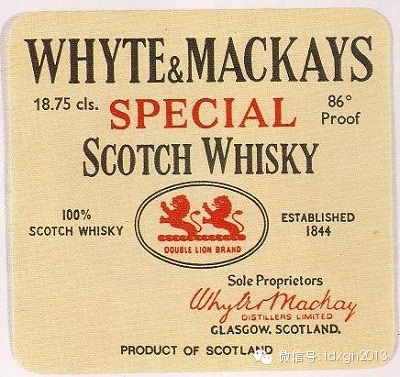 WHYTE & MACKAYS
18.75 cls.
SPECIAL
86° Proof
SCOTCH WHISKY
100%
SCOTCH WHISKY
DOUBLE LION BRAND
ESTABLISHED
1844
Sole Proprietors
Whyte & Mackay
DISTILLERS LIMITED
GLASGOW, SCOTLAND.
PRODUCT OF SCOTLAND
微信号: idxgh2013